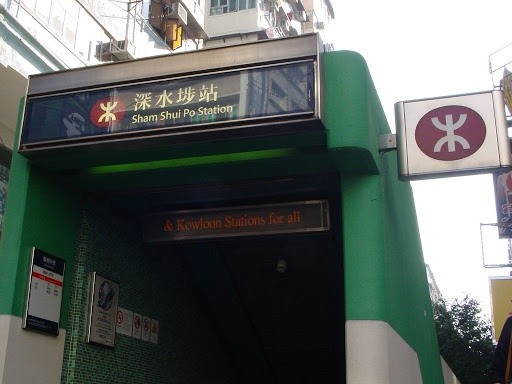 深水埗站
Sham Shui Po Station
& Kowloon Stations for all